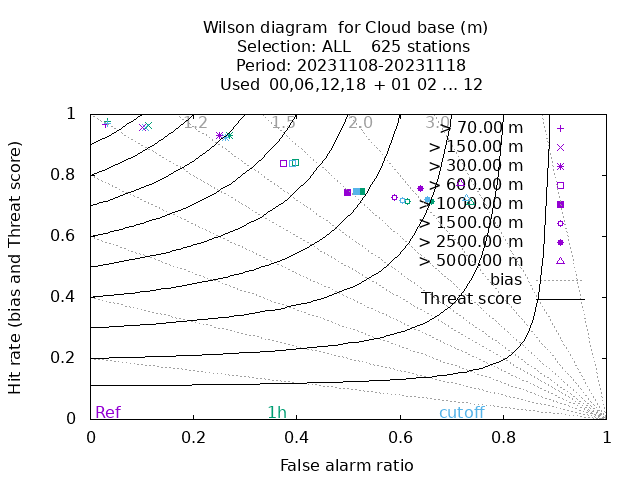 Wilson diagram  for Cloud base (m)
Selection: ALL    625 stations
Period: 20231108-20231118
Used  00,06,12,18  + 01 02 ... 12
Hit rate (bias and Threat score)
1
0.8
0.6
0.4
0.2
0
1.2
1.5
2.0
3.0
> 70.00 m
> 150.00 m
> 300.00 m
> 600.00 m
> 1000.00 m
> 1500.00 m
> 2500.00 m
> 5000.00 m
bias
Threat score
Ref
1h
cutoff
0
0.2
0.4
0.6
0.8
1
False alarm ratio